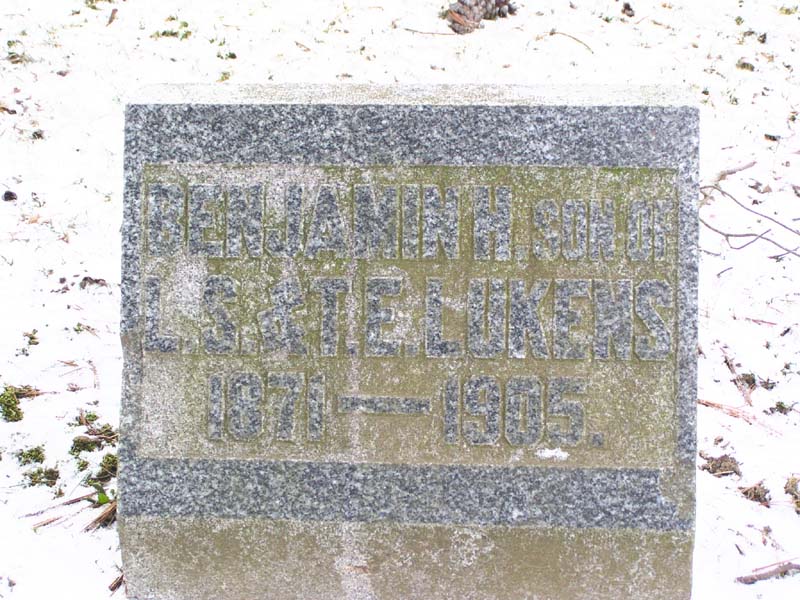 BENJAMIN H. SON OF
L.S. & T.E. LUKENS
1871 — 1905.